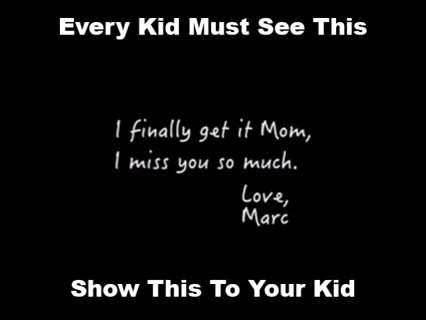 Every Kid Must See This
I finally get it Mom,
I miss you so much.
Love,
Marc
Show This To Your Kid